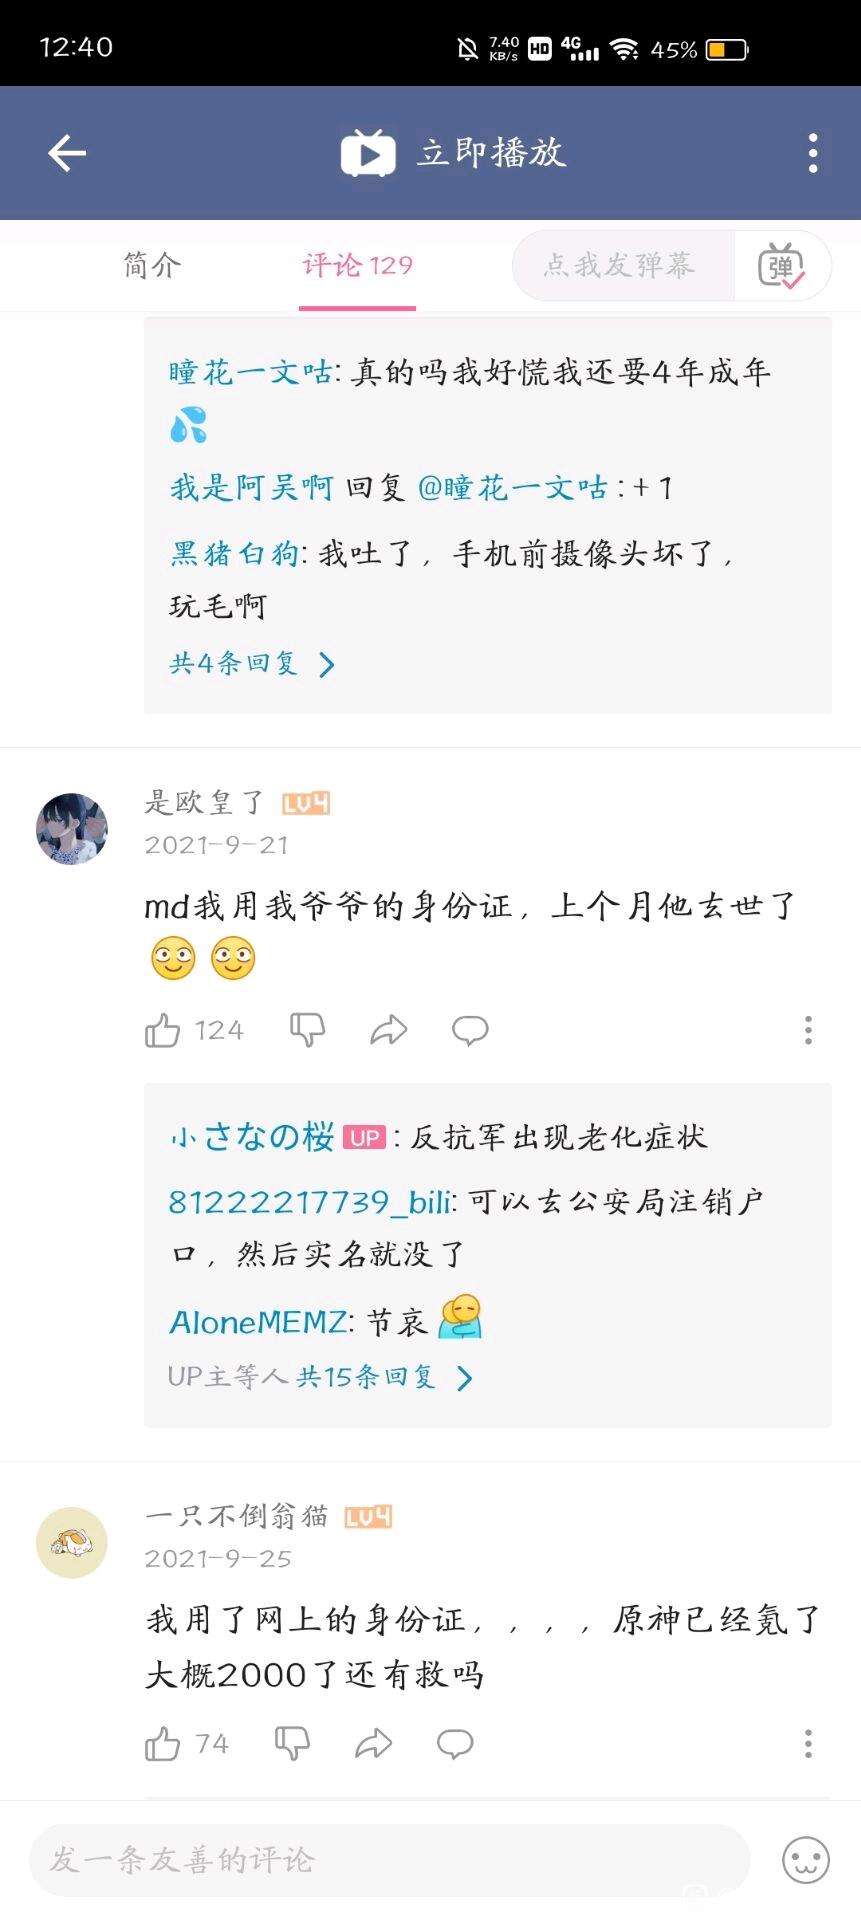 12:40
7.40 KB/s HD 4G 45%
立即播放
简介 评论 129 点我发弹幕 弹
瞳花一文咕: 真的吗我好慌我还要4年成年
我是阿吴啊 回复 @瞳花一文咕 : + 1
黑猪白狗: 我吐了，手机前摄像头坏了，
玩毛啊
共4条回复
是欧皇了 LV4
2021-9-21
md我用我爷爷的身份证，上个月他去世了
124
小さなの桜 UP : 反抗军出现老化症状
81222217739_bili: 可以去公安局注销户
口，然后实名就没了
AloneMEMZ: 节哀
UP主等人 共15条回复
一只不倒翁猫 LV4
2021-9-25
我用了网上的身份证，，，，原神已经氪了
大概2000了还有救吗
74
发一条友善的评论